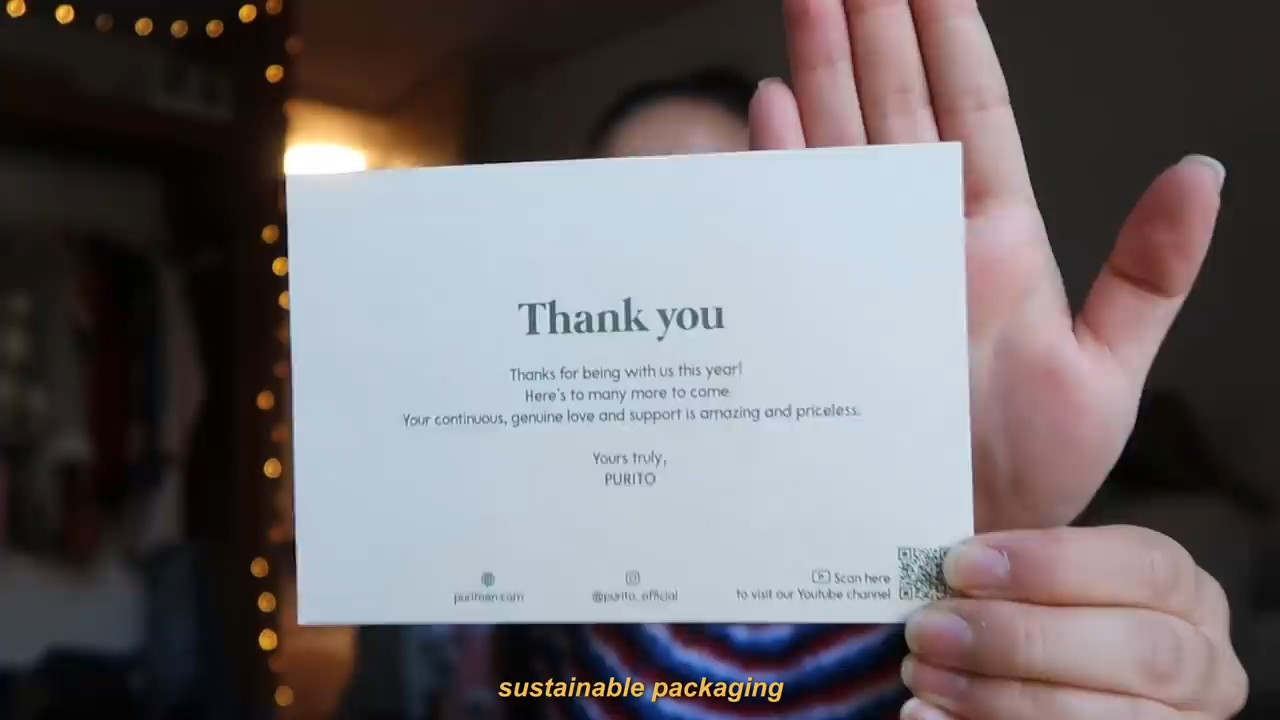 Thank you
Thanks for being with us this year!
Here's to many more to come.
Your continuous, genuine love and support is amazing and priceless.
Yours truly,
PURITO
puritoen.com
@purito_official
Scan here
to visit our Youtube channel
sustainable packaging